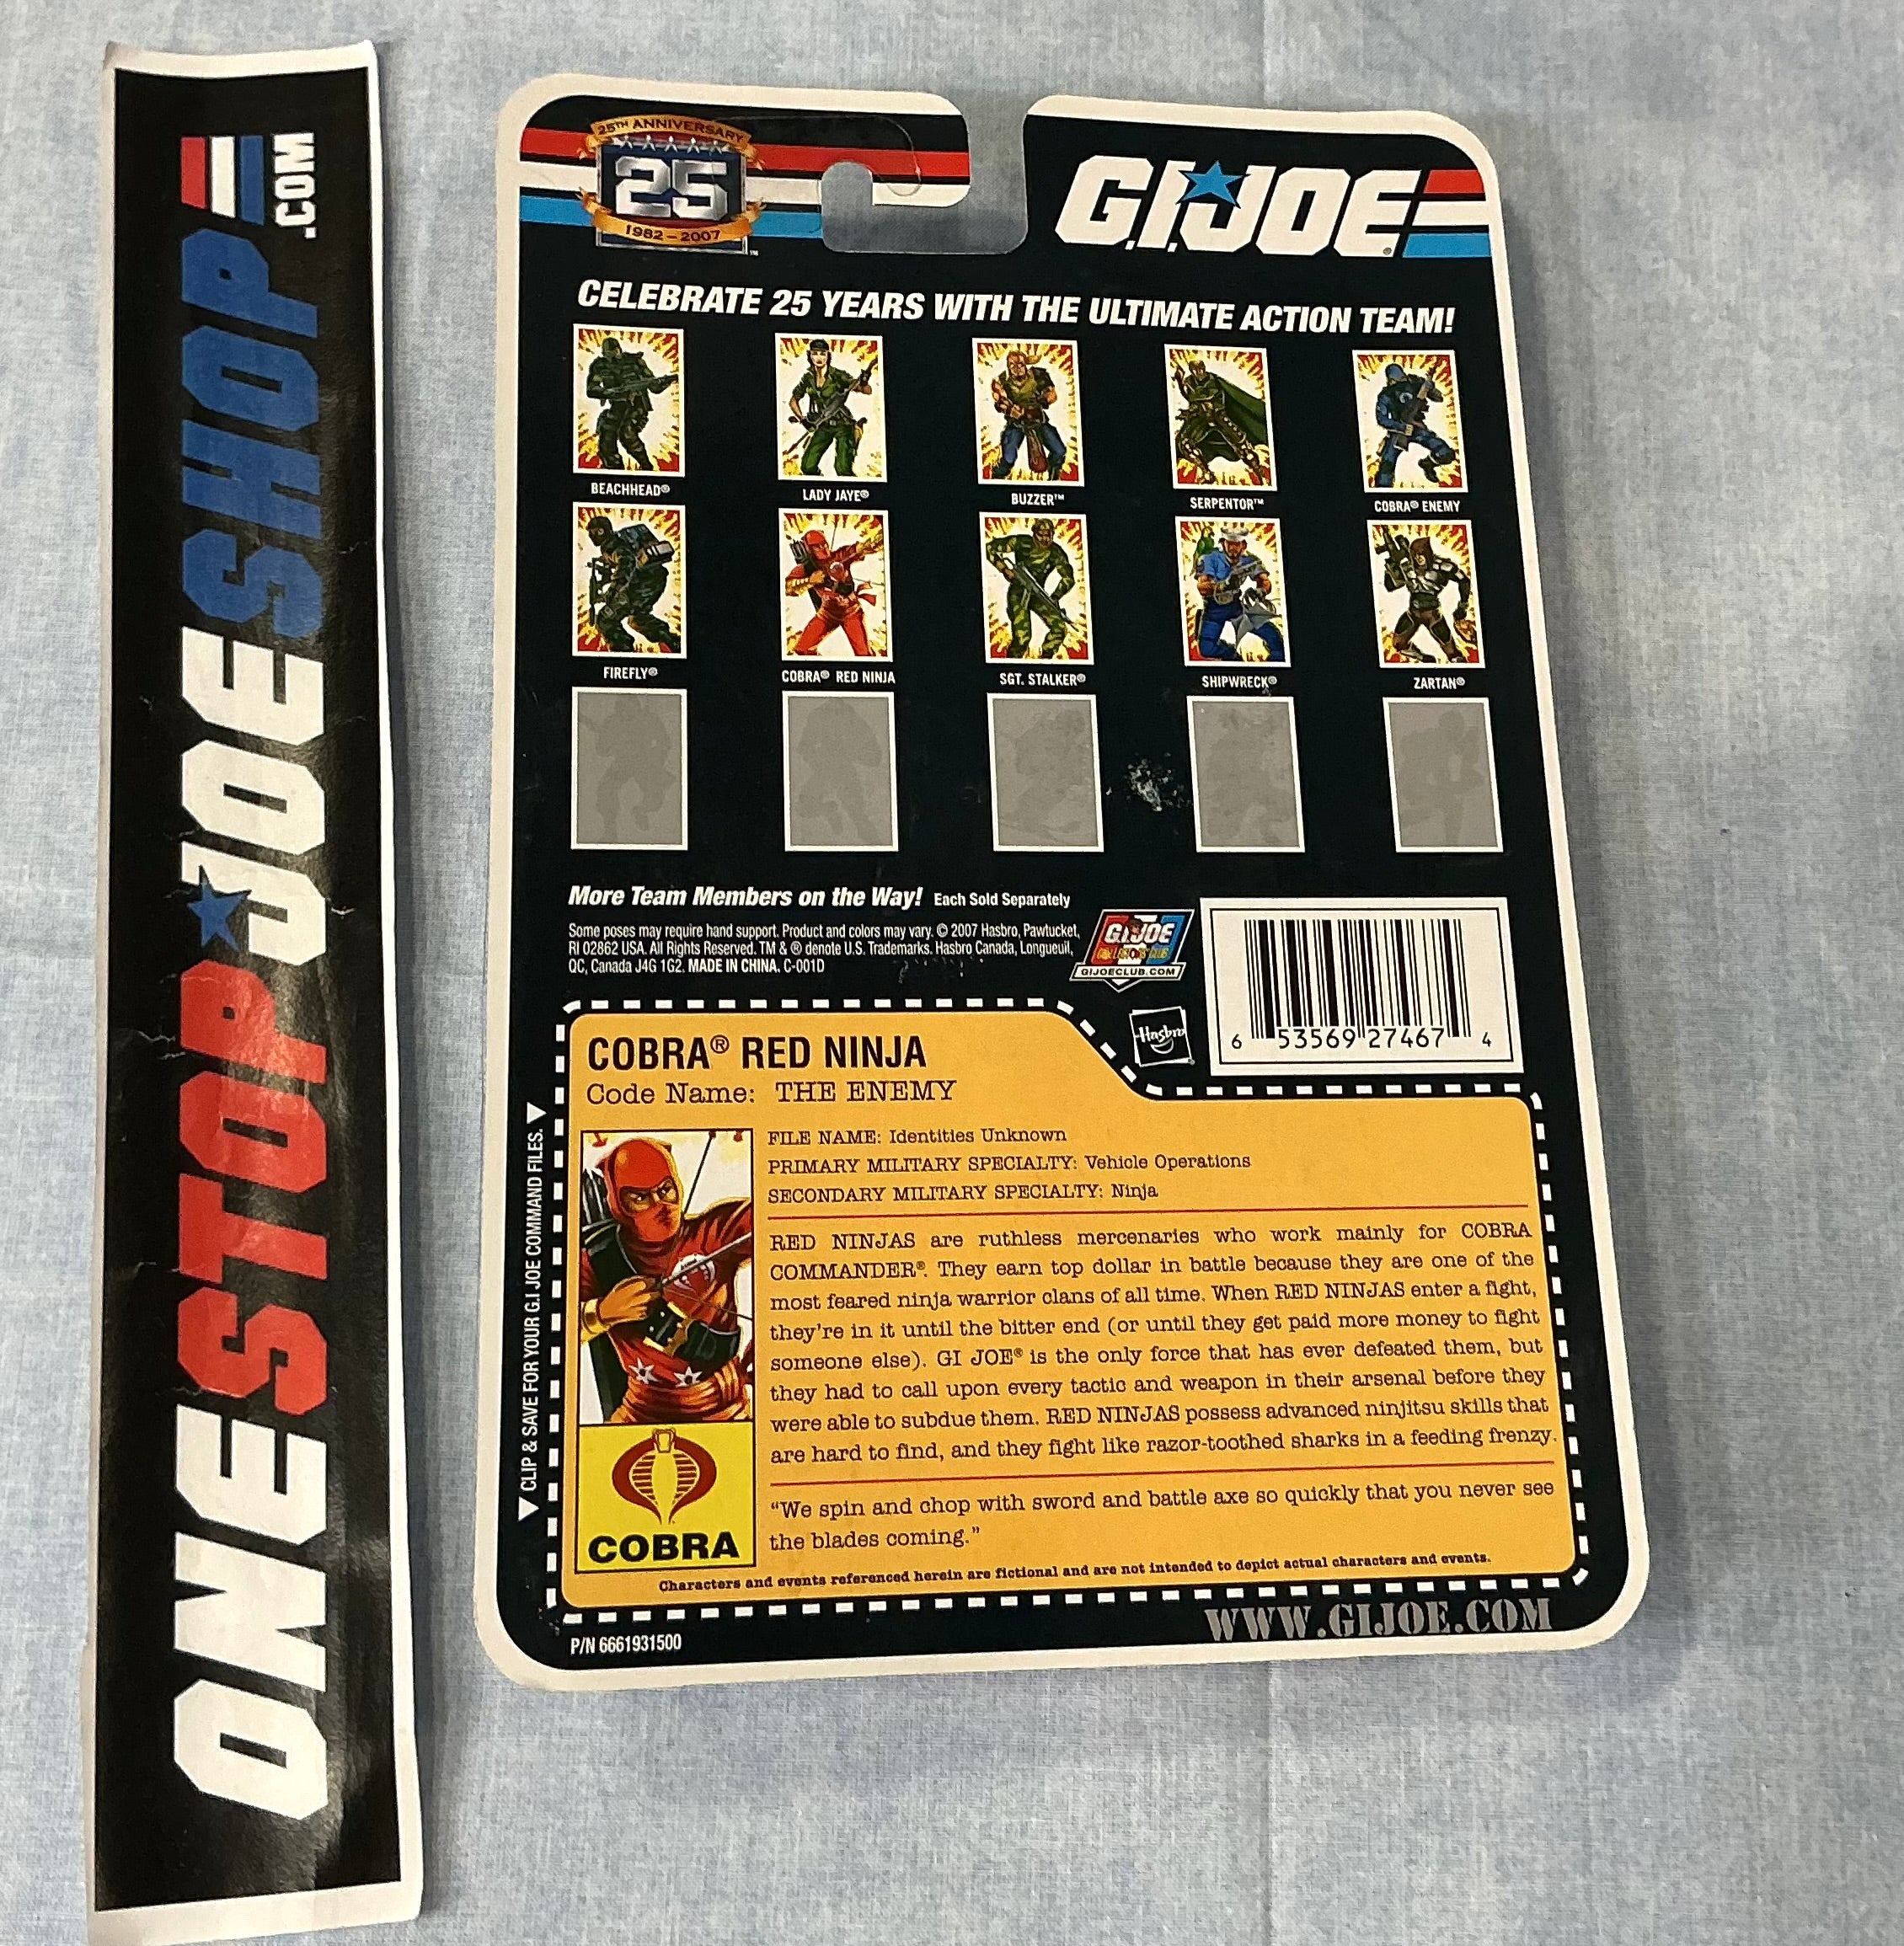 ONESTOPJOESHOP
.COM
25TH ANNIVERSARY
25
1982-2007
™
G.I.JOE®
CELEBRATE 25 YEARS WITH THE ULTIMATE ACTION TEAM!
BEACHHEAD® LADY JAYE® BUZZER™ SERPENTOR™ COBRA® ENEMY
FIREFLY® COBRA® RED NINJA SGT. STALKER® SHIPWRECK® ZARTAN®
More Team Members on the Way! Each Sold Separately
Some poses may require hand support. Product and colors may vary. © 2007 Hasbro, Pawtucket,
RI 02862 USA. All Rights Reserved. TM & ® denote U.S. Trademarks. Hasbro Canada, Longueuil,
QC, Canada J4G 1G2. MADE IN CHINA. C-001D
G.I.JOE
COLLECTORS' CLUB
GIJOECLUB.COM
Hasbro
6 53569 27467 4
▼CLIP & SAVE FOR YOUR G.I JOE COMMAND FILES.▼
COBRA® RED NINJA
Code Name: THE ENEMY
FILE NAME: Identities Unknown
PRIMARY MILITARY SPECIALTY: Vehicle Operations
SECONDARY MILITARY SPECIALTY: Ninja
RED NINJAS are ruthless mercenaries who work mainly for COBRA
COMMANDER®. They earn top dollar in battle because they are one of the
most feared ninja warrior clans of all time. When RED NINJAS enter a fight,
they're in it until the bitter end (or until they get paid more money to fight
someone else). GI JOE® is the only force that has ever defeated them, but
they had to call upon every tactic and weapon in their arsenal before they
were able to subdue them. RED NINJAS possess advanced ninjitsu skills that
are hard to find, and they fight like razor-toothed sharks in a feeding frenzy.
COBRA
“We spin and chop with sword and battle axe so quickly that you never see
the blades coming.”
Characters and events referenced herein are fictional and are not intended to depict actual characters and events.
WWW.GIJOE.COM
P/N 6661931500